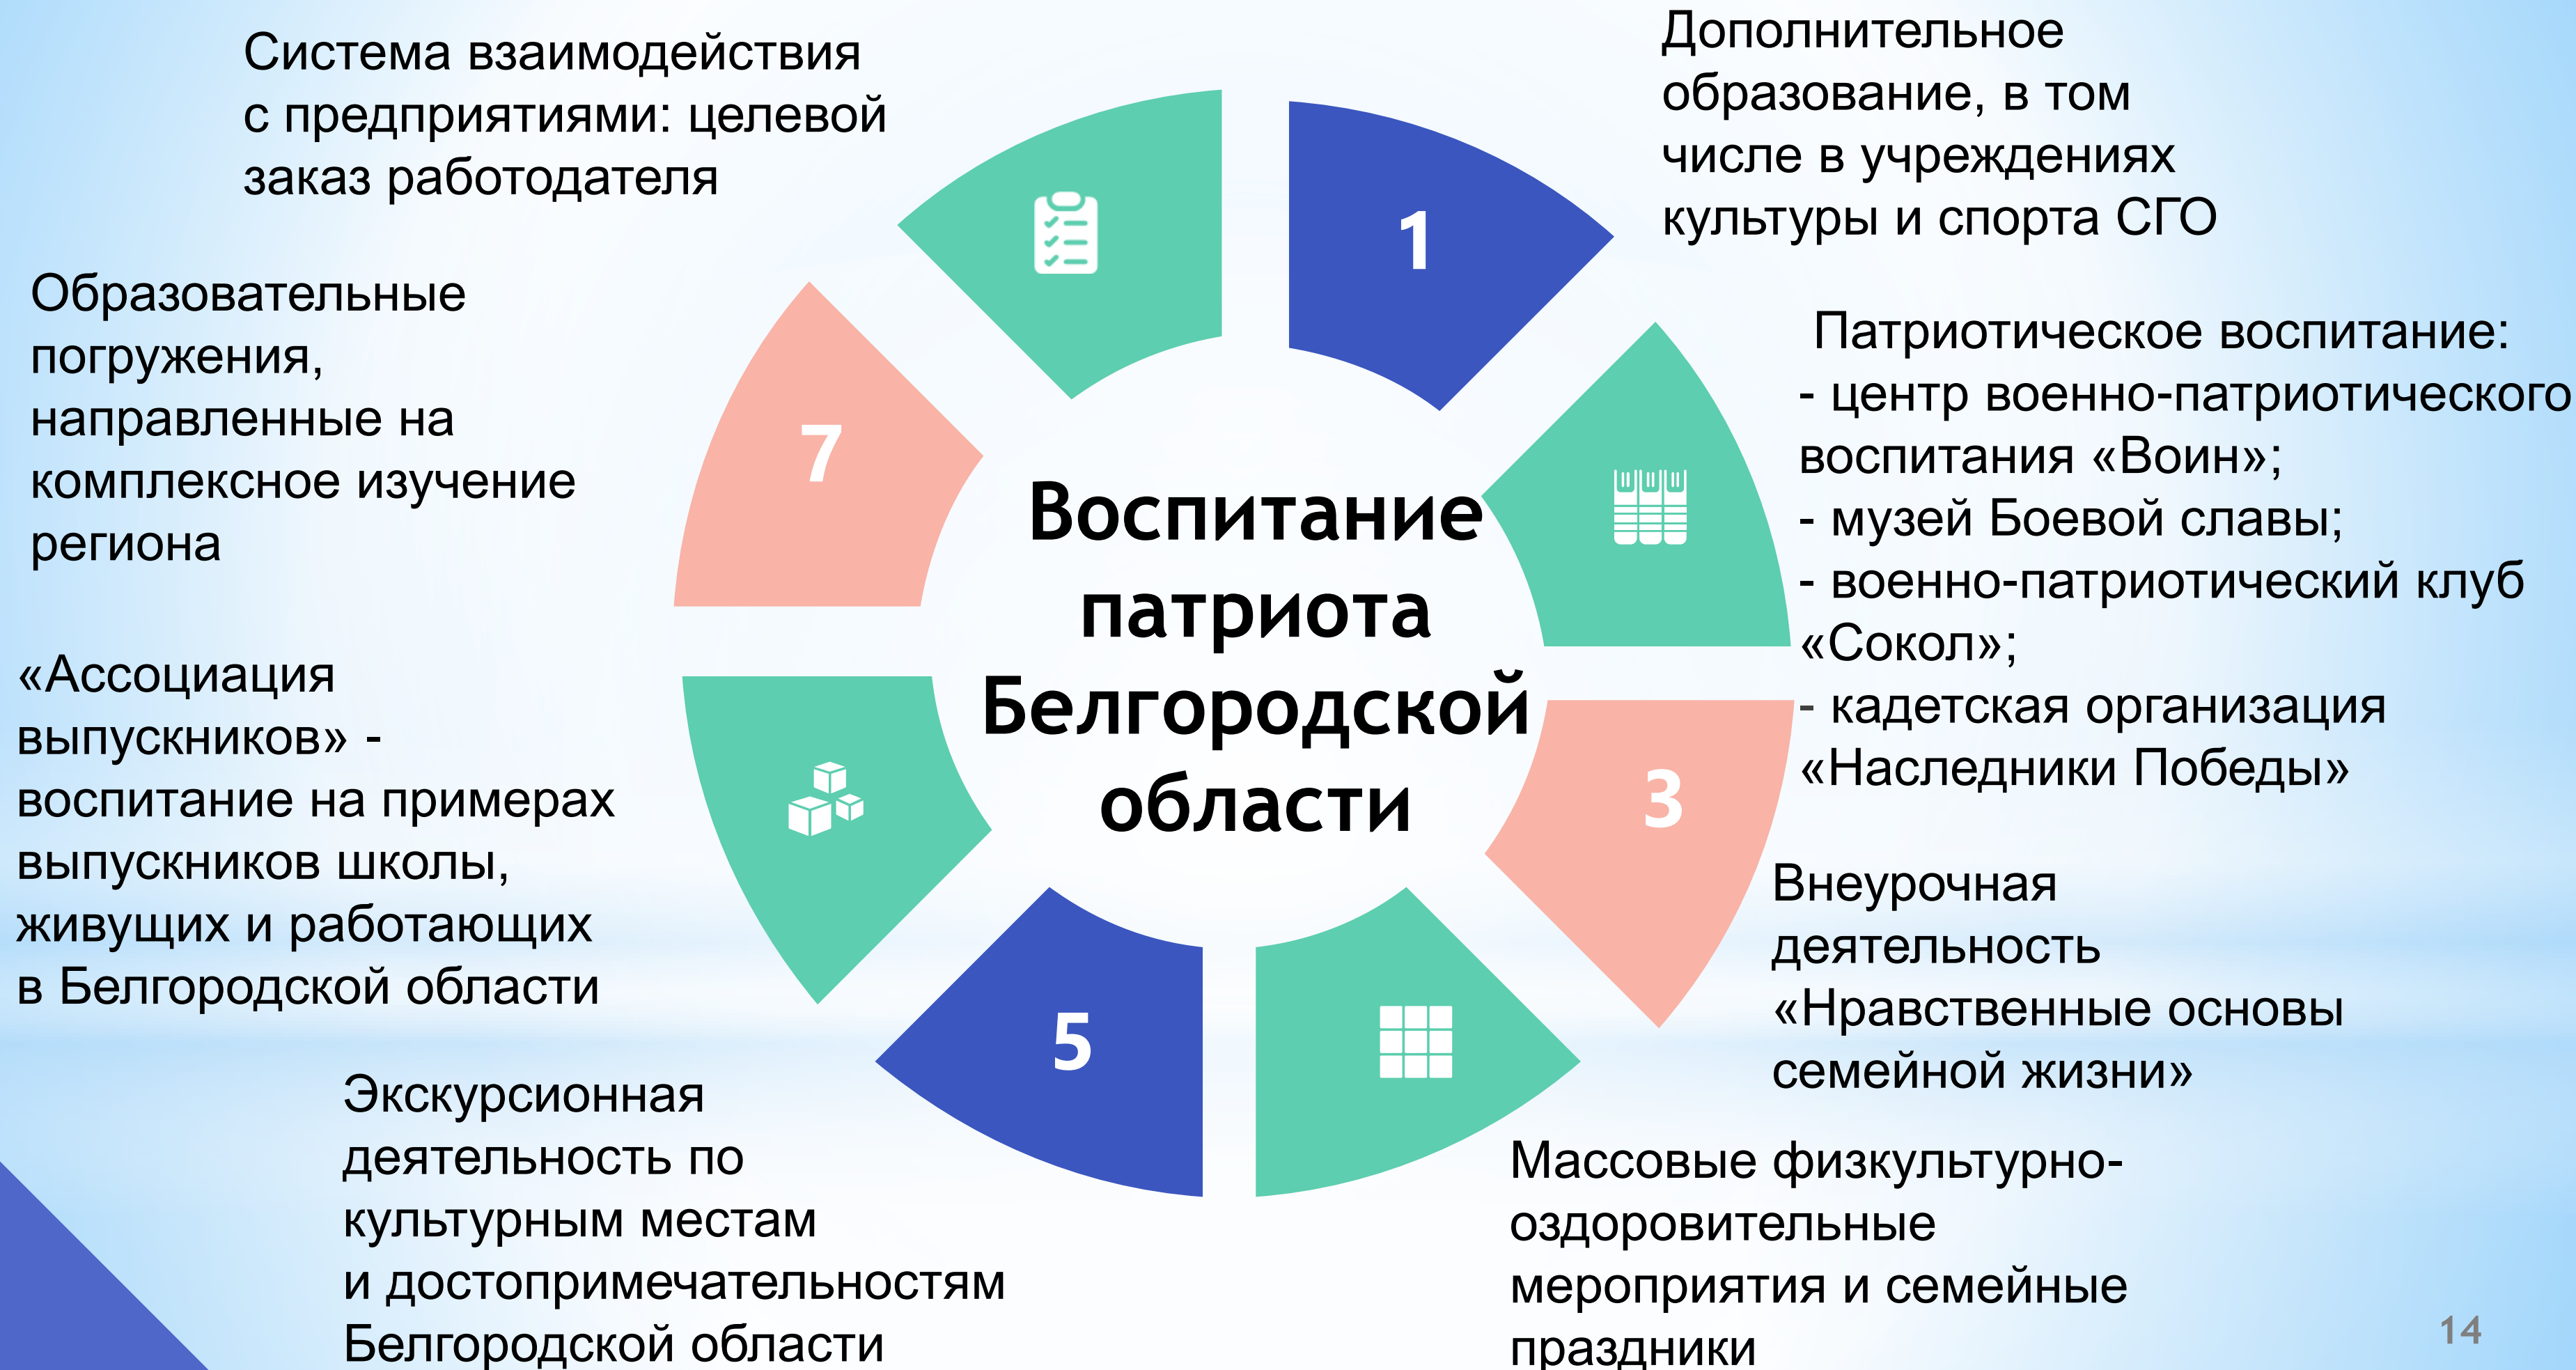 Система взаимодействия
с предприятиями: целевой
заказ работодателя
Дополнительное
образование, в том
числе в учреждениях
культуры и спорта СГО
1
Образовательные
погружения,
направленные на
комплексное изучение
региона
7
Патриотическое воспитание:
- центр военно-патриотического
воспитания «Воин»;
- музей Боевой славы;
- военно-патриотический клуб
«Сокол»;
- кадетская организация
«Наследники Победы»
Воспитание
патриота
Белгородской
области
«Ассоциация
выпускников» -
воспитание на примерах
выпускников школы,
живущих и работающих
в Белгородской области
3
Внеурочная
деятельность
«Нравственные основы
семейной жизни»
5
Экскурсионная
деятельность по
культурным местам
и достопримечательностям
Белгородской области
Массовые физкультурно-
оздоровительные
мероприятия и семейные
праздники
14